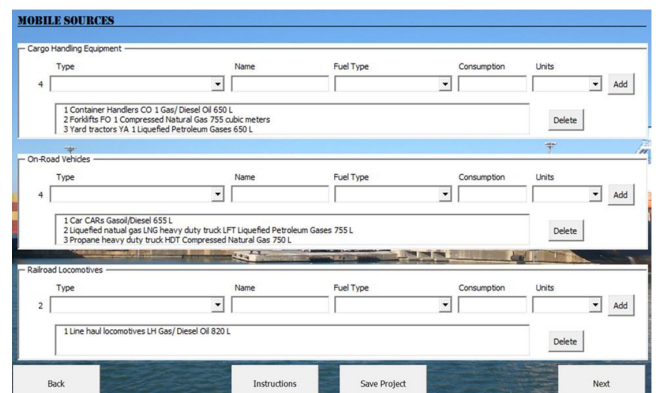 MOBILE SOURCES
Cargo Handling Equipment
Type Name Fuel Type Consumption Units
4 Add
1 Container Handlers CO 1 Gas/ Diesel Oil 650 L
2 Forklifts FO 1 Compressed Natural Gas 755 cubic meters
3 Yard tractors YA 1 Liquefied Petroleum Gases 650 L
Delete
On-Road Vehicles
Type Name Fuel Type Consumption Units
4 Add
1 Car CARs Gasoil/Diesel 655 L
2 Liquefied natual gas LNG heavy duty truck LFT Liquefied Petroleum Gases 755 L
3 Propane heavy duty truck HDT Compressed Natural Gas 750 L
Delete
Railroad Locomotives
Type Name Fuel Type Consumption Units
2 Add
1 Line haul locomotives LH Gas/ Diesel Oil 820 L
Delete
Back Instructions Save Project Next